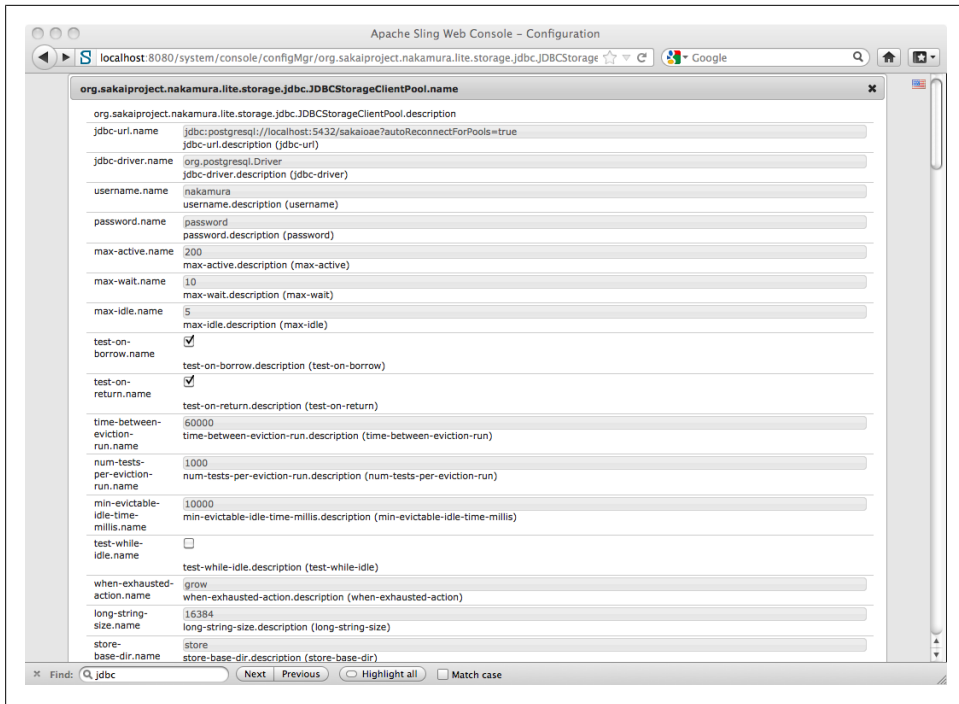 Apache Sling Web Console – Configuration
localhost:8080/system/console/configMgr/org.sakaiproject.nakamura.lite.storage.jdbc.JDBCStorage
Google
org.sakaiproject.nakamura.lite.storage.jdbc.JDBCStorageClientPool.name
org.sakaiproject.nakamura.lite.storage.jdbc.JDBCStorageClientPool.description
jdbc-url.name
jdbc:postgresql://localhost:5432/sakaioae?autoReconnectForPools=true
jdbc-url.description (jdbc-url)
jdbc-driver.name
org.postgresql.Driver
jdbc-driver.description (jdbc-driver)
username.name
nakamura
username.description (username)
password.name
password
password.description (password)
max-active.name
200
max-active.description (max-active)
max-wait.name
10
max-wait.description (max-wait)
max-idle.name
5
max-idle.description (max-idle)
test-on-
borrow.name
test-on-borrow.description (test-on-borrow)
test-on-
return.name
test-on-return.description (test-on-return)
time-between-
eviction-
run.name
60000
time-between-eviction-run.description (time-between-eviction-run)
num-tests-
per-eviction-
run.name
1000
num-tests-per-eviction-run.description (num-tests-per-eviction-run)
min-evictable-
idle-time-
millis.name
10000
min-evictable-idle-time-millis.description (min-evictable-idle-time-millis)
test-while-
idle.name
test-while-idle.description (test-while-idle)
when-exhausted-
action.name
grow
when-exhausted-action.description (when-exhausted-action)
long-string-
size.name
16384
long-string-size.description (long-string-size)
store-
base-dir.name
store
store-base-dir.description (store-base-dir)
Find: jdbc Next Previous Highlight all Match case